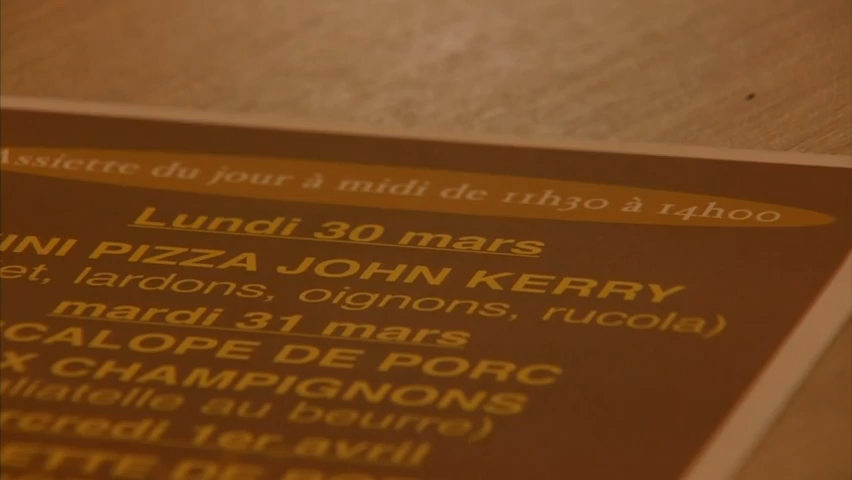 Assiette du jour à midi de 11h30 à 14h00
Lundi 30 mars
PIZZA JOHN KERRY
lardons, oignons, rucola)
mardi 31 mars
DE PORC
CHAMPIGNONS
au beurre)
1er avril
DE